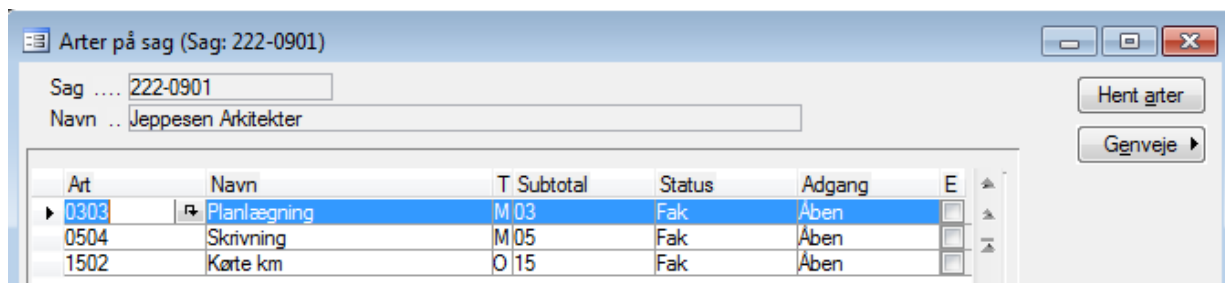 Arter på sag (Sag: 222-0901)
Sag .... 222-0901
Hent arter
Navn .. Jeppesen Arkitekter
Genveje
Art Navn T Subtotal Status Adgang E
0303 Planlægning M 03 Fak Åben
0504 Skrivning M 05 Fak Åben
1502 Kørte km O 15 Fak Åben